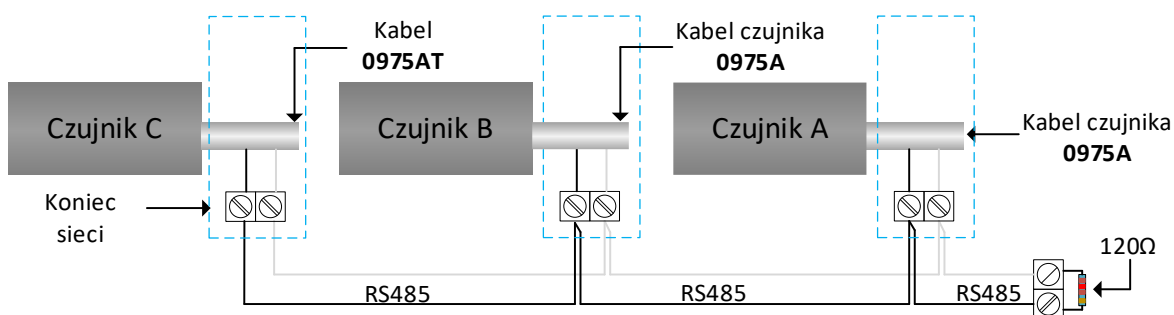 Kabel
0975AT
Kabel czujnika
0975A
Czujnik C
Czujnik B
Czujnik A
Kabel czujnika
0975A
Koniec
sieci
120Ω
RS485
RS485
RS485